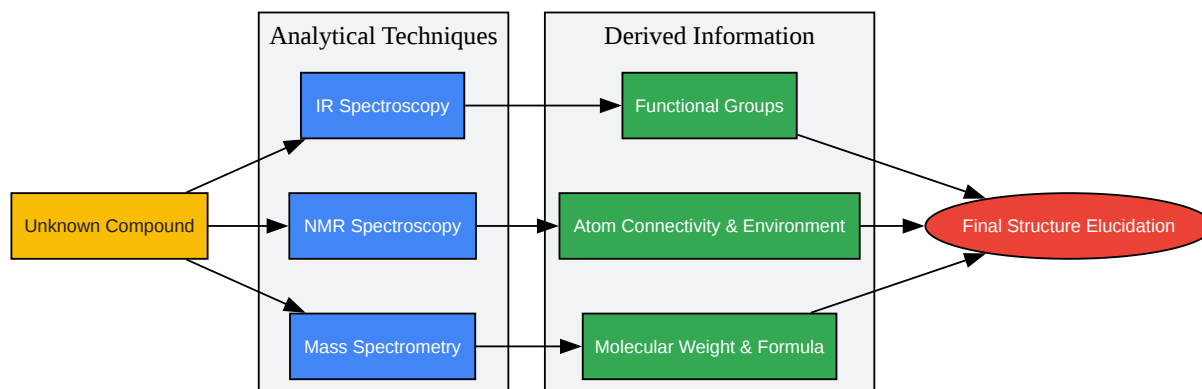 Analytical Techniques
Derived Information
IR Spectroscopy
Functional Groups
Unknown Compound
NMR Spectroscopy
Atom Connectivity & Environment
Final Structure Elucidation
Mass Spectrometry
Molecular Weight & Formula